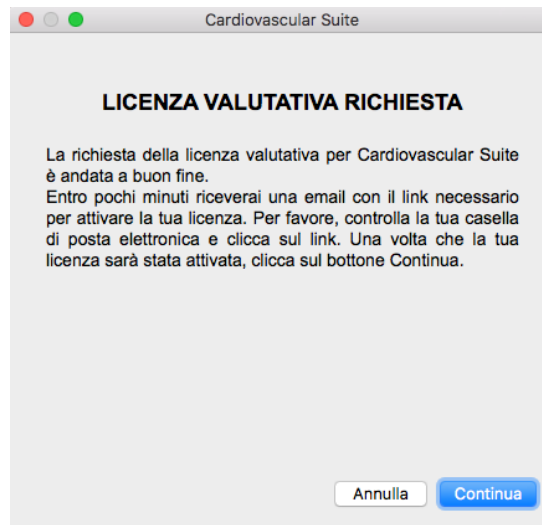 Cardiovascular Suite
LICENZA VALUTATIVA RICHIESTA
La richiesta della licenza valutativa per Cardiovascular Suite
è andata a buon fine.
Entro pochi minuti riceverai una email con il link necessario
per attivare la tua licenza. Per favore, controlla la tua casella
di posta elettronica e clicca sul link. Una volta che la tua
licenza sarà stata attivata, clicca sul bottone Continua.
Annulla Continua